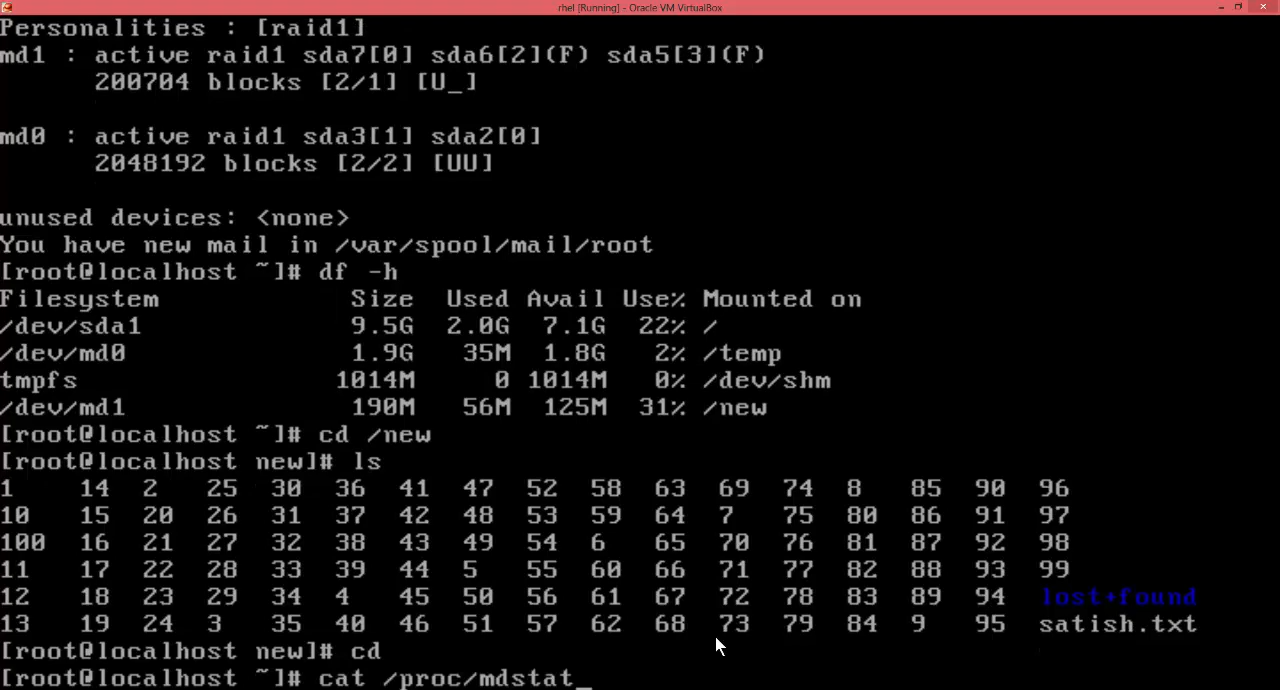 rhel [Running] - Oracle VM VirtualBox
Personalities : [raid1]
md1 : active raid1 sda7[0] sda6[2](F) sda5[3](F)
      200704 blocks [2/1] [U_]
md0 : active raid1 sda3[1] sda2[0]
      2048192 blocks [2/2] [UU]
unused devices: <none>
You have new mail in /var/spool/mail/root
[root@localhost ~]# df -h
Filesystem            Size  Used Avail Use% Mounted on
/dev/sda1             9.5G  2.0G  7.1G  22% /
/dev/md0              1.9G   35M  1.8G   2% /temp
tmpfs                1014M     0 1014M   0% /dev/shm
/dev/md1              190M   56M  125M  31% /new
[root@localhost ~]# cd /new
[root@localhost new]# ls
1    14  2   25  30  36  41  47  52  58  63  69  74  8   85  90  96
10   15  20  26  31  37  42  48  53  59  64  7   75  80  86  91  97
100  16  21  27  32  38  43  49  54  6   65  70  76  81  87  92  98
11   17  22  28  33  39  44  5   55  60  66  71  77  82  88  93  99
12   18  23  29  34  4   45  50  56  61  67  72  78  83  89  94  lost+found
13   19  24  3   35  40  46  51  57  62  68  73  79  84  9   95  satish.txt
[root@localhost new]# cd
[root@localhost ~]# cat /proc/mdstat_